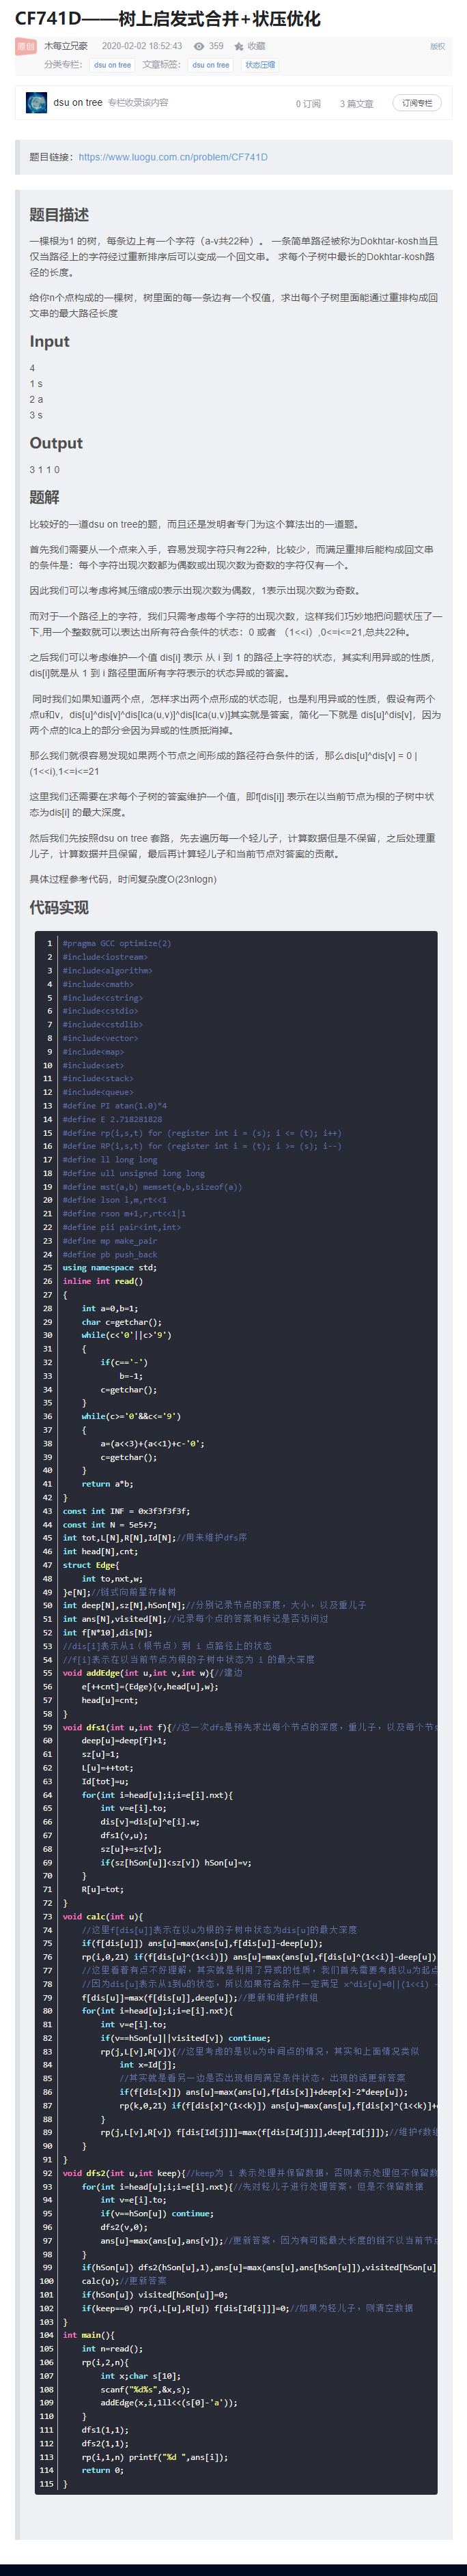 CF741D——树上启发式合并+状压优化
原创
木每立兄豪
2020-02-02 18:52:43
359
收藏
版权
分类专栏：
dsu on tree
文章标签：
dsu on tree
状态压缩
dsu on tree
专栏收录该内容
0 订阅
3 篇文章
订阅专栏
题目链接：https://www.luogu.com.cn/problem/CF741D
题目描述
一棵根为1 的树，每条边上有一个字符（a-v共22种）。 一条简单路径被称为Dokhtar-kosh当且
仅当路径上的字符经过重新排序后可以变成一个回文串。 求每个子树中最长的Dokhtar-kosh路
径的长度。
给你n个点构成的一棵树，树里面的每一条边有一个权值，求出每个子树里面能通过重排构成回
文串的最大路径长度
Input
4
1 s
2 a
3 s
Output
3 1 1 0
题解
比较好的一道dsu on tree的题，而且还是发明者专门为这个算法出的一道题。
首先我们需要从一个点来入手，容易发现字符只有22种，比较少，而满足重排后能构成回文串
的条件是：每个字符出现次数都为偶数或出现次数为奇数的字符仅有一个。
因此我们可以考虑将其压缩成0表示出现次数为偶数，1表示出现次数为奇数。
而对于一个路径上的字符，我们只需考虑每个字符的出现次数，这样我们巧妙地把问题状压了一
下,用一个整数就可以表达出所有符合条件的状态：0 或者 （1<<i）,0<=i<=21,总共22种。
之后我们可以考虑维护一个值 dis[i] 表示 从 i 到 1 的路径上字符的状态，其实利用异或的性质，
dis[i]就是从 1 到 i 路径里面所有字符表示的状态异或的答案。
同时我们如果知道两个点，怎样求出两个点形成的状态呢，也是利用异或的性质，假设有两个
点u和v，dis[u]^dis[v]^dis[lca(u,v)]^dis[lca(u,v)]其实就是答案，简化一下就是 dis[u]^dis[v]，因为
两个点的lca上的部分会因为异或的性质抵消掉。
那么我们就很容易发现如果两个节点之间形成的路径符合条件的话，那么dis[u]^dis[v] = 0 |
(1<<i),1<=i<=21
这里我们还需要在求每个子树的答案维护一个值，即f[dis[i]] 表示在以当前节点为根的子树中状
态为dis[i] 的最大深度。
然后我们先按照dsu on tree 套路，先去遍历每一个轻儿子，计算数据但是不保留，之后处理重
儿子，计算数据并且保留，最后再计算轻儿子和当前节点对答案的贡献。
具体过程参考代码，时间复杂度O(23nlogn)
代码实现
1 #pragma GCC optimize(2)
2 #include<iostream>
3 #include<algorithm>
4 #include<cmath>
5 #include<cstring>
6 #include<cstdio>
7 #include<cstdlib>
8 #include<vector>
9 #include<map>
10 #include<set>
11 #include<stack>
12 #include<queue>
13 #define PI atan(1.0)*4
14 #define E 2.718281828
15 #define rp(i,s,t) for (register int i = (s); i <= (t); i++)
16 #define RP(i,s,t) for (register int i = (t); i >= (s); i--)
17 #define ll long long
18 #define ull unsigned long long
19 #define mst(a,b) memset(a,b,sizeof(a))
20 #define lson l,m,rt<<1
21 #define rson m+1,r,rt<<1|1
22 #define pii pair<int,int>
23 #define mp make_pair
24 #define pb push_back
25 using namespace std;
26 inline int read()
27 {
28 int a=0,b=1;
29 char c=getchar();
30 while(c<'0'||c>'9')
31 {
32 if(c=='-')
33 b=-1;
34 c=getchar();
35 }
36 while(c>='0'&&c<='9')
37 {
38 a=(a<<3)+(a<<1)+c-'0';
39 c=getchar();
40 }
41 return a*b;
42 }
43 const int INF = 0x3f3f3f3f;
44 const int N = 5e5+7;
45 int tot,L[N],R[N],Id[N];//用来维护dfs序
46 int head[N],cnt;
47 struct Edge{
48 int to,nxt,w;
49 }e[N];//链式向前星存储树
50 int deep[N],sz[N],hSon[N];//分别记录节点的深度，大小，以及重儿子
51 int ans[N],visited[N];//记录每个点的答案和标记是否访问过
52 int f[N*10],dis[N];
53 //dis[i]表示从1（根节点）到 i 点路径上的状态
54 //f[i]表示在以当前节点为根的子树中状态为 i 的最大深度
55 void addEdge(int u,int v,int w){//建边
56 e[++cnt]=(Edge){v,head[u],w};
57 head[u]=cnt;
58 }
59 void dfs1(int u,int f){//这一次dfs是预先求出每个节点的深度，重儿子，以及每个节点
60 deep[u]=deep[f]+1;
61 sz[u]=1;
62 L[u]=++tot;
63 Id[tot]=u;
64 for(int i=head[u];i;i=e[i].nxt){
65 int v=e[i].to;
66 dis[v]=dis[u]^e[i].w;
67 dfs1(v,u);
68 sz[u]+=sz[v];
69 if(sz[hSon[u]]<sz[v]) hSon[u]=v;
70 }
71 R[u]=tot;
72 }
73 void calc(int u){
74 //这里f[dis[u]]表示在以u为根的子树中状态为dis[u]的最大深度
75 if(f[dis[u]]) ans[u]=max(ans[u],f[dis[u]]-deep[u]);
76 rp(i,0,21) if(f[dis[u]^(1<<i)]) ans[u]=max(ans[u],f[dis[u]^(1<<i)]-deep[u])
77 //这里看着有点不好理解，其实就是利用了异或的性质，我们首先需要考虑以u为起点
78 //因为dis[u]表示从1到u的状态，所以如果符合条件一定满足 x^dis[u]=0||(1<<i) -
79 f[dis[u]]=max(f[dis[u]],deep[u]);//更新和维护f数组
80 for(int i=head[u];i;i=e[i].nxt){
81 int v=e[i].to;
82 if(v==hSon[u]||visited[v]) continue;
83 rp(j,L[v],R[v]){//这里考虑的是以u为中间点的情况，其实和上面情况类似
84 int x=Id[j];
85 //其实就是看另一边是否出现相同满足条件状态，出现的话更新答案
86 if(f[dis[x]]) ans[u]=max(ans[u],f[dis[x]]+deep[x]-2*deep[u]);
87 rp(k,0,21) if(f[dis[x]^(1<<k)]) ans[u]=max(ans[u],f[dis[x]^(1<<k)]+
88 }
89 rp(j,L[v],R[v]) f[dis[Id[j]]]=max(f[dis[Id[j]]],deep[Id[j]]);//维护f数组
90 }
91 }
92 void dfs2(int u,int keep){//keep为 1 表示处理并保留数据，否则表示处理但不保留数
93 for(int i=head[u];i;i=e[i].nxt){//先对轻儿子进行处理答案，但是不保留数据
94 int v=e[i].to;
95 if(v==hSon[u]) continue;
96 dfs2(v,0);
97 ans[u]=max(ans[u],ans[v]);//更新答案，因为有可能最大长度的链不以当前节点
98 }
99 if(hSon[u]) dfs2(hSon[u],1),ans[u]=max(ans[u],ans[hSon[u]]),visited[hSon[u]
100 calc(u);//更新答案
101 if(hSon[u]) visited[hSon[u]]=0;
102 if(keep==0) rp(i,L[u],R[u]) f[dis[Id[i]]]=0;//如果为轻儿子，则清空数据
103 }
104 int main(){
105 int n=read();
106 rp(i,2,n){
107 int x;char s[10];
108 scanf("%d%s",&x,s);
109 addEdge(x,i,1ll<<(s[0]-'a'));
110 }
111 dfs1(1,1);
112 dfs2(1,1);
113 rp(i,1,n) printf("%d ",ans[i]);
114 return 0;
115 }